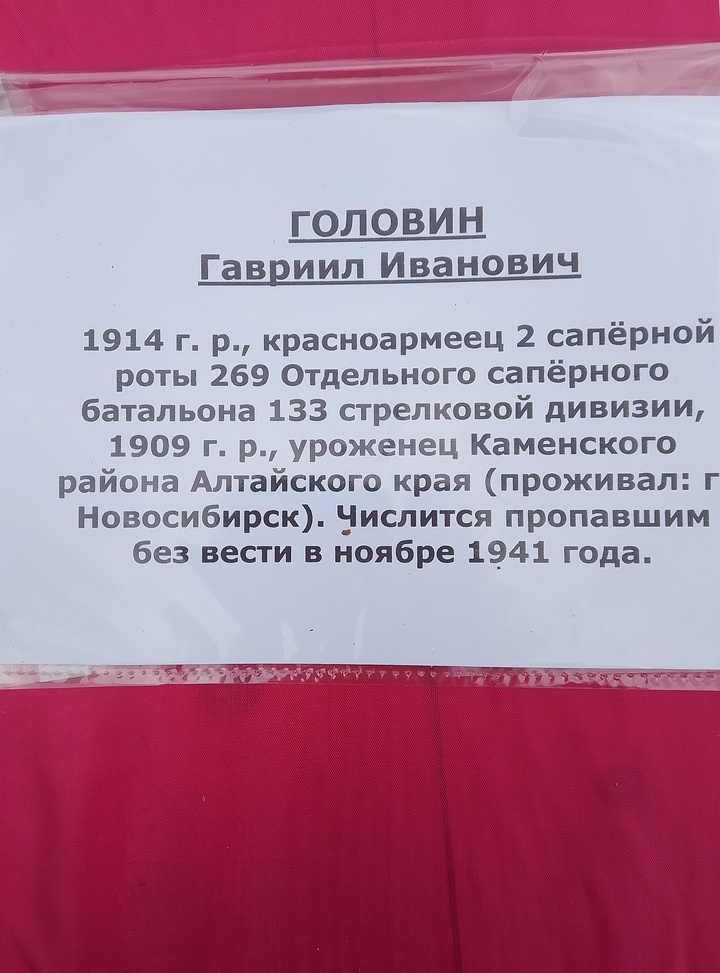 ГОЛОВИН
Гавриил Иванович
1914 г. р., красноармеец 2 сапёрной
роты 269 Отдельного сапёрного
батальона 133 стрелковой дивизии,
1909 г. р., уроженец Каменского
района Алтайского края (проживал: г
Новосибирск). Числится пропавшим
без вести в ноябре 1941 года.